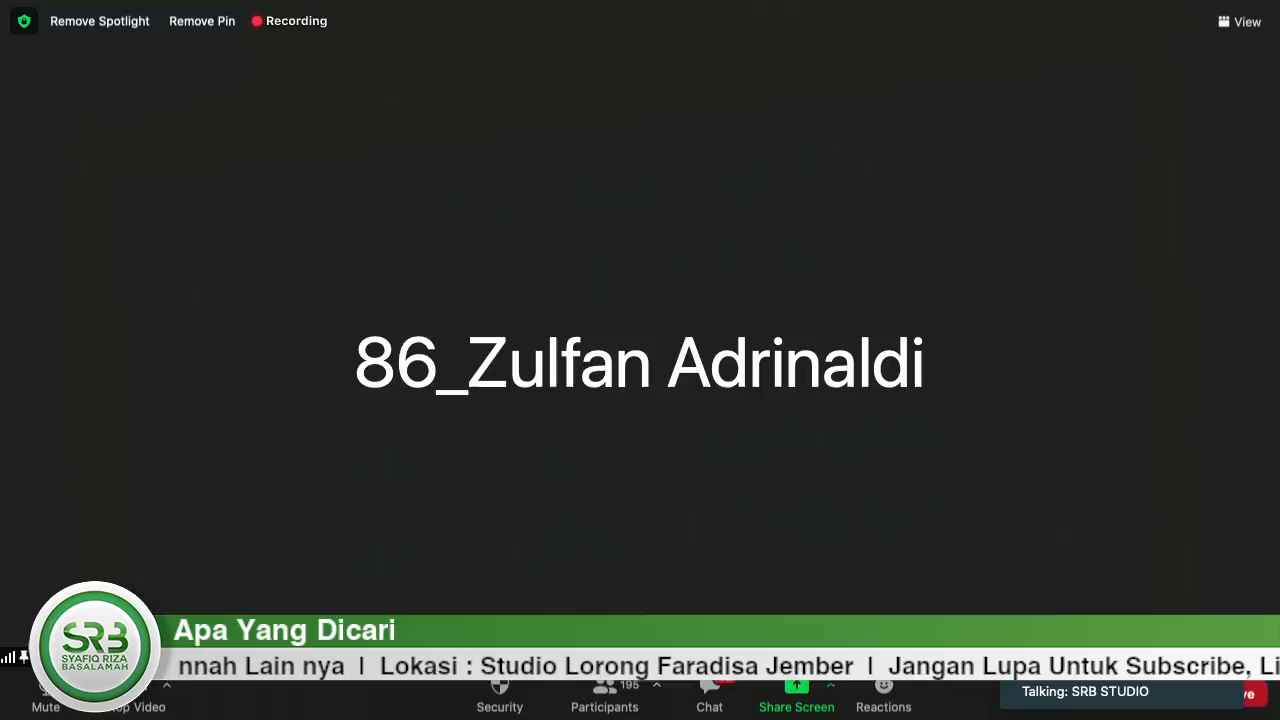 Remove Spotlight Remove Pin Recording View
86_Zulfan Adrinaldi
SRB
SYAFIQ RIZA
BASALAMAH
Apa Yang Dicari
nnah Lain nya I Lokasi : Studio Lorong Faradisa Jember I Jangan Lupa Untuk Subscribe, Li
195
Talking: SRB STUDIO
Mute Video Security Participants Chat Share Screen Reactions